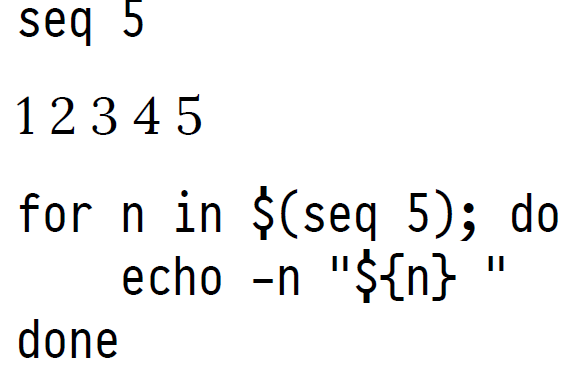 seq 5
1 2 3 4 5
for n in $(seq 5); do
    echo -n "${n} "
done